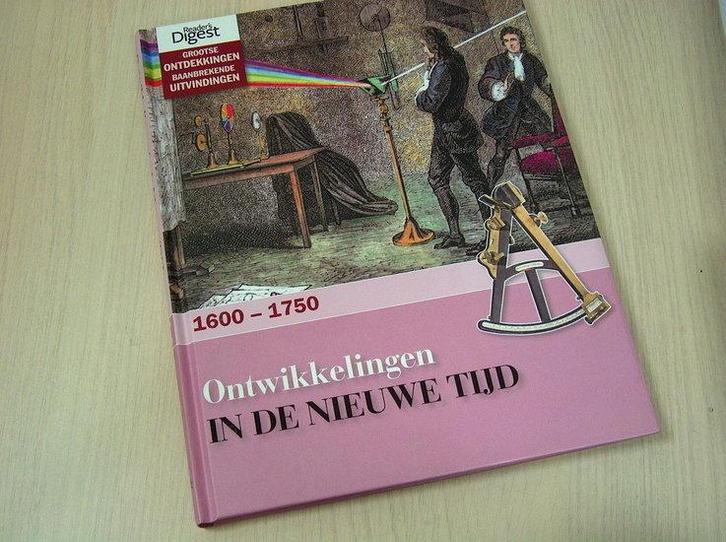 Reader's
Digest
GROOTSE
ONTDEKKINGEN
BAANBREKENDE
UITVINDINGEN
1600 – 1750
Ontwikkelingen
IN DE NIEUWE TIJD